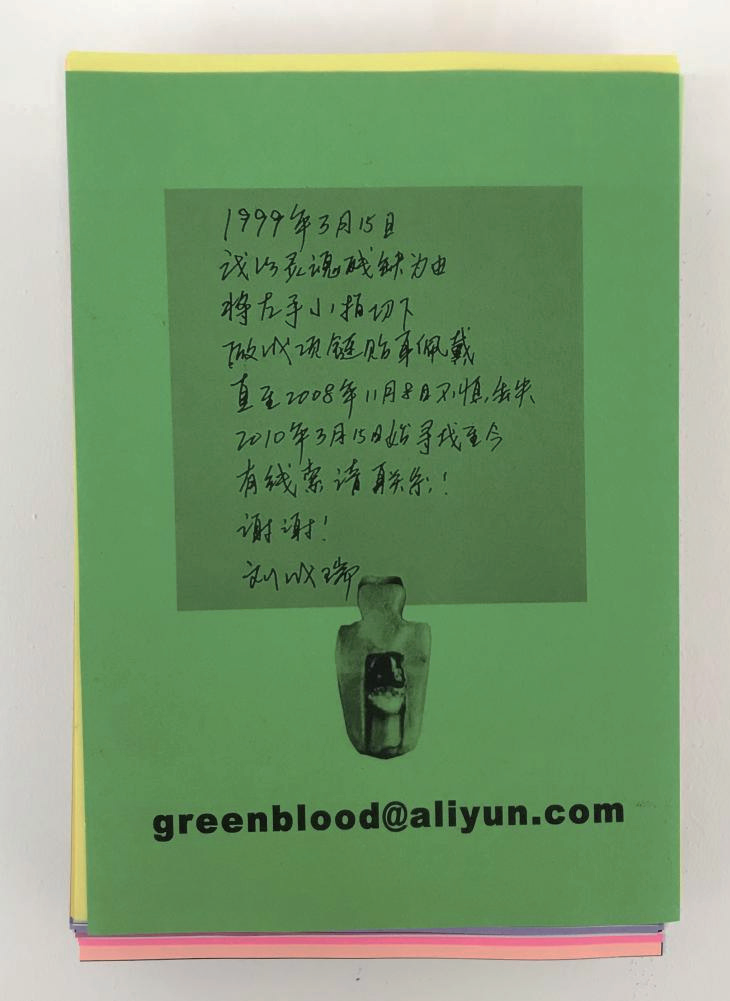 1999年3月15日
我以灵魂残缺为由
将左手小指切下
做成项链贴身佩戴
直至2008年11月8日不慎丢失
2010年3月15日始寻找至今
有线索请联系!
谢谢!
刘成瑞
greenblood@aliyun.com